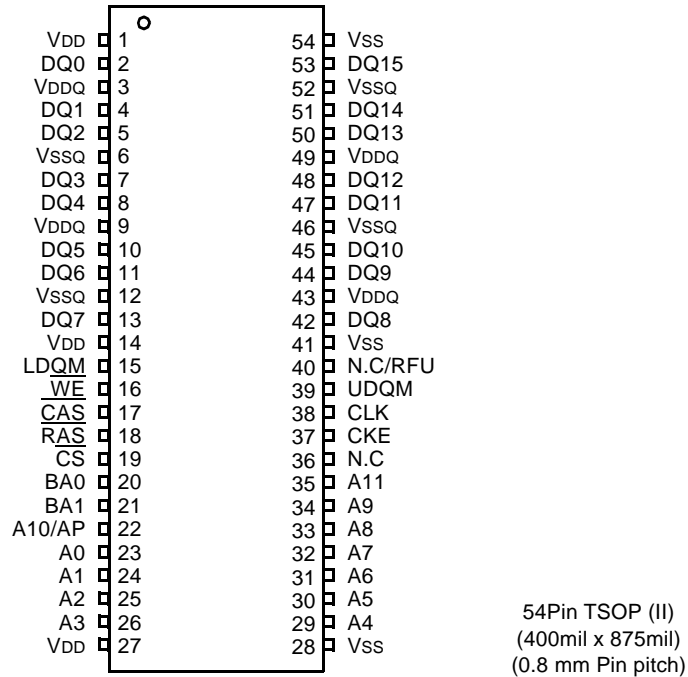 VDD 1 54 VSS
DQ0 2 53 DQ15
VDDQ 3 52 VSSQ
DQ1 4 51 DQ14
DQ2 5 50 DQ13
VSSQ 6 49 VDDQ
DQ3 7 48 DQ12
DQ4 8 47 DQ11
VDDQ 9 46 VSSQ
DQ5 10 45 DQ10
DQ6 11 44 DQ9
VSSQ 12 43 VDDQ
DQ7 13 42 DQ8
VDD 14 41 VSS
LDQM 15 40 N.C/RFU
WE 16 39 UDQM
CAS 17 38 CLK
RAS 18 37 CKE
CS 19 36 N.C
BA0 20 35 A11
BA1 21 34 A9
A10/AP 22 33 A8
A0 23 32 A7
A1 24 31 A6
A2 25 30 A5
A3 26 29 A4
VDD 27 28 VSS
54Pin TSOP (II)
(400mil x 875mil)
(0.8 mm Pin pitch)